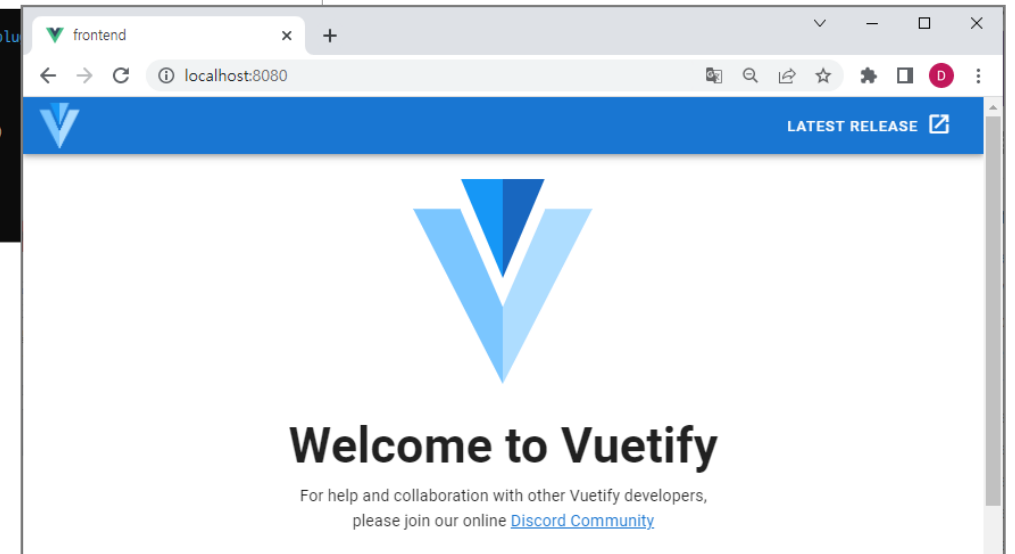 frontend
localhost:8080
D
LATEST RELEASE
Welcome to Vuetify
For help and collaboration with other Vuetify developers,
please join our online Discord Community